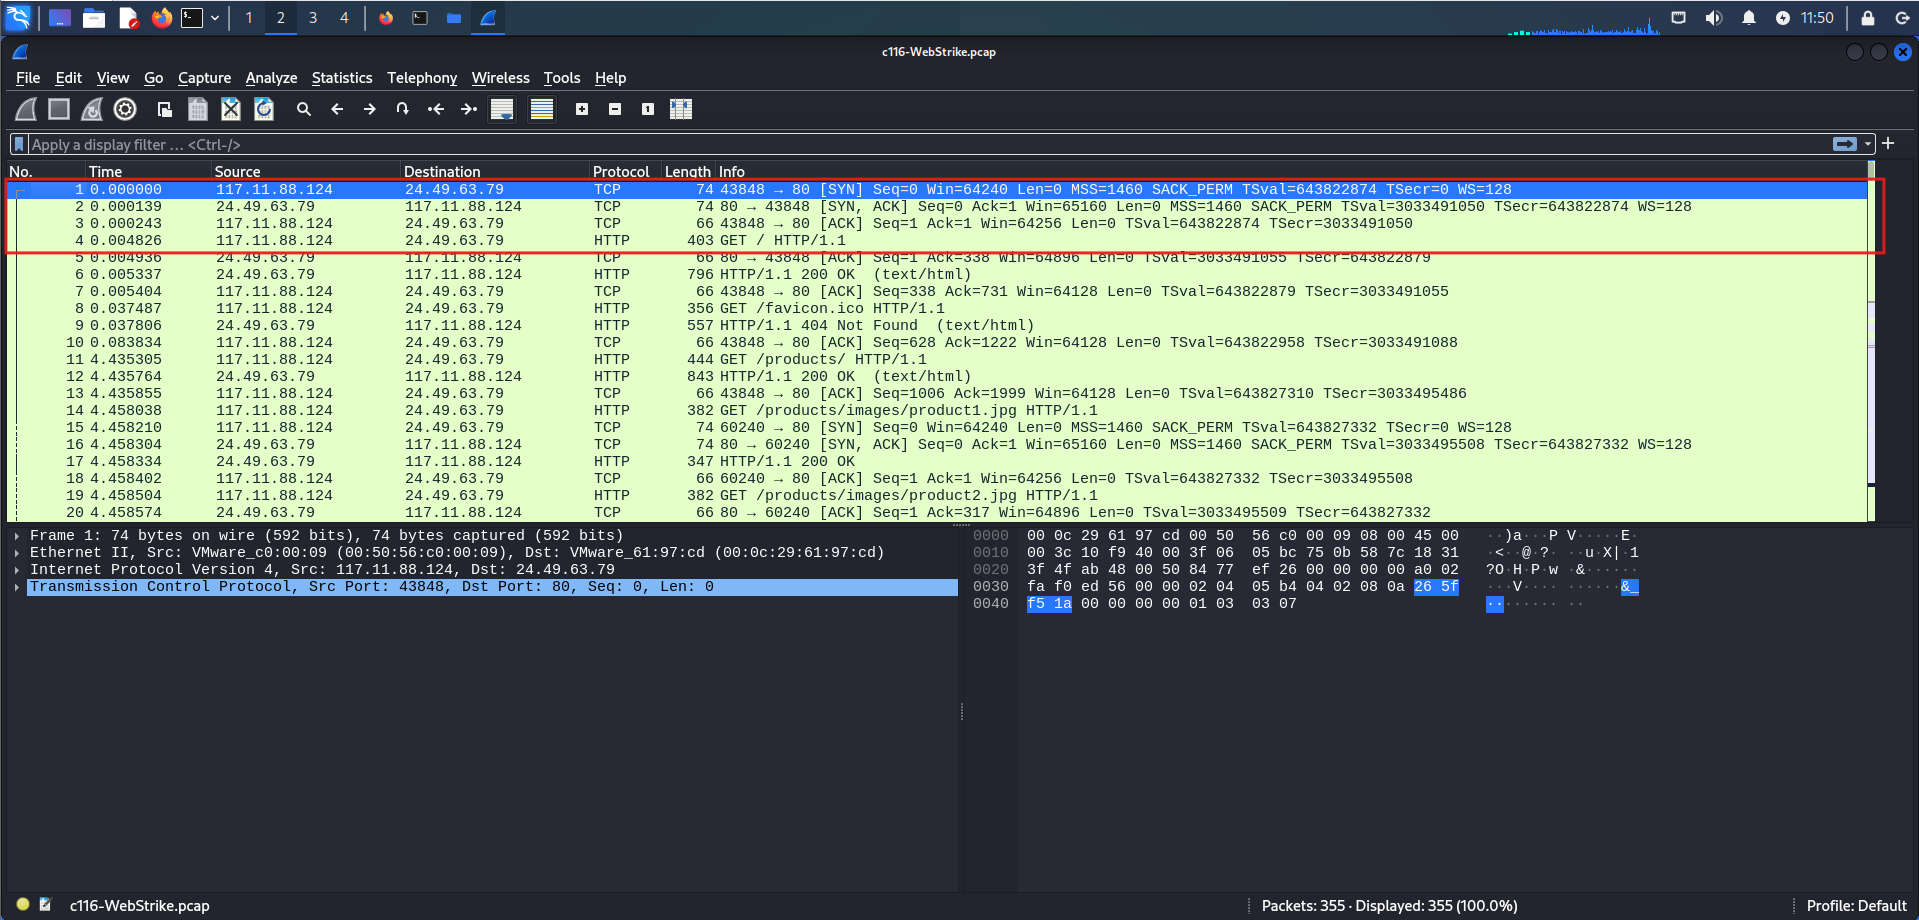 1 2 3 4 11:50
c116-WebStrike.pcap
File Edit View Go Capture Analyze Statistics Telephony Wireless Tools Help
Apply a display filter … <Ctrl-/>
No. Time Source Destination Protocol Length Info
1 0.000000 117.11.88.124 24.49.63.79 TCP 74 43848 → 80 [SYN] Seq=0 Win=64240 Len=0 MSS=1460 SACK_PERM TSval=643822874 TSecr=0 WS=128
2 0.000139 24.49.63.79 117.11.88.124 TCP 74 80 → 43848 [SYN, ACK] Seq=0 Ack=1 Win=65160 Len=0 MSS=1460 SACK_PERM TSval=3033491050 TSecr=643822874 WS=128
3 0.000243 117.11.88.124 24.49.63.79 TCP 66 43848 → 80 [ACK] Seq=1 Ack=1 Win=64256 Len=0 TSval=643822874 TSecr=3033491050
4 0.004826 117.11.88.124 24.49.63.79 HTTP 403 GET / HTTP/1.1
5 0.004936 24.49.63.79 117.11.88.124 TCP 66 80 → 43848 [ACK] Seq=1 Ack=338 Win=64896 Len=0 TSval=3033491055 TSecr=643822879
6 0.005337 24.49.63.79 117.11.88.124 HTTP 796 HTTP/1.1 200 OK  (text/html)
7 0.005404 117.11.88.124 24.49.63.79 TCP 66 43848 → 80 [ACK] Seq=338 Ack=731 Win=64128 Len=0 TSval=643822879 TSecr=3033491055
8 0.037487 117.11.88.124 24.49.63.79 HTTP 356 GET /favicon.ico HTTP/1.1
9 0.037806 24.49.63.79 117.11.88.124 HTTP 557 HTTP/1.1 404 Not Found  (text/html)
10 0.083834 117.11.88.124 24.49.63.79 TCP 66 43848 → 80 [ACK] Seq=628 Ack=1222 Win=64128 Len=0 TSval=643822958 TSecr=3033491088
11 4.435305 117.11.88.124 24.49.63.79 HTTP 444 GET /products/ HTTP/1.1
12 4.435764 24.49.63.79 117.11.88.124 HTTP 843 HTTP/1.1 200 OK  (text/html)
13 4.435855 117.11.88.124 24.49.63.79 TCP 66 43848 → 80 [ACK] Seq=1006 Ack=1999 Win=64128 Len=0 TSval=643827310 TSecr=3033495486
14 4.458038 117.11.88.124 24.49.63.79 HTTP 382 GET /products/images/product1.jpg HTTP/1.1
15 4.458210 117.11.88.124 24.49.63.79 TCP 74 60240 → 80 [SYN] Seq=0 Win=64240 Len=0 MSS=1460 SACK_PERM TSval=643827332 TSecr=0 WS=128
16 4.458304 24.49.63.79 117.11.88.124 TCP 74 80 → 60240 [SYN, ACK] Seq=0 Ack=1 Win=65160 Len=0 MSS=1460 SACK_PERM TSval=3033495508 TSecr=643827332 WS=128
17 4.458334 24.49.63.79 117.11.88.124 HTTP 347 HTTP/1.1 200 OK
18 4.458402 117.11.88.124 24.49.63.79 TCP 66 60240 → 80 [ACK] Seq=1 Ack=1 Win=64256 Len=0 TSval=643827332 TSecr=3033495508
19 4.458504 117.11.88.124 24.49.63.79 HTTP 382 GET /products/images/product2.jpg HTTP/1.1
20 4.458574 24.49.63.79 117.11.88.124 TCP 66 80 → 60240 [ACK] Seq=1 Ack=317 Win=64896 Len=0 TSval=3033495509 TSecr=643827332
Frame 1: 74 bytes on wire (592 bits), 74 bytes captured (592 bits)
Ethernet II, Src: VMware_c0:00:09 (00:50:56:c0:00:09), Dst: VMware_61:97:cd (00:0c:29:61:97:cd)
Internet Protocol Version 4, Src: 117.11.88.124, Dst: 24.49.63.79
Transmission Control Protocol, Src Port: 43848, Dst Port: 80, Seq: 0, Len: 0
0000 00 0c 29 61 97 cd 00 50 56 c0 00 09 08 00 45 00 ··)a···P V·····E·
0010 00 3c 10 f9 40 00 3f 06 05 bc 75 0b 58 7c 18 31 ·<··@·?· ··u·X|·1
0020 3f 4f ab 48 00 50 84 77 ef 26 00 00 00 00 a0 02 ?O·H·P·w ·&······
0030 fa f0 ed 56 00 00 02 04 05 b4 04 02 08 0a 26 5f ···V···· ······&_
0040 f5 1a 00 00 00 00 01 03 03 07 ········ ··
c116-WebStrike.pcap
Packets: 355 · Displayed: 355 (100.0%)
Profile: Default